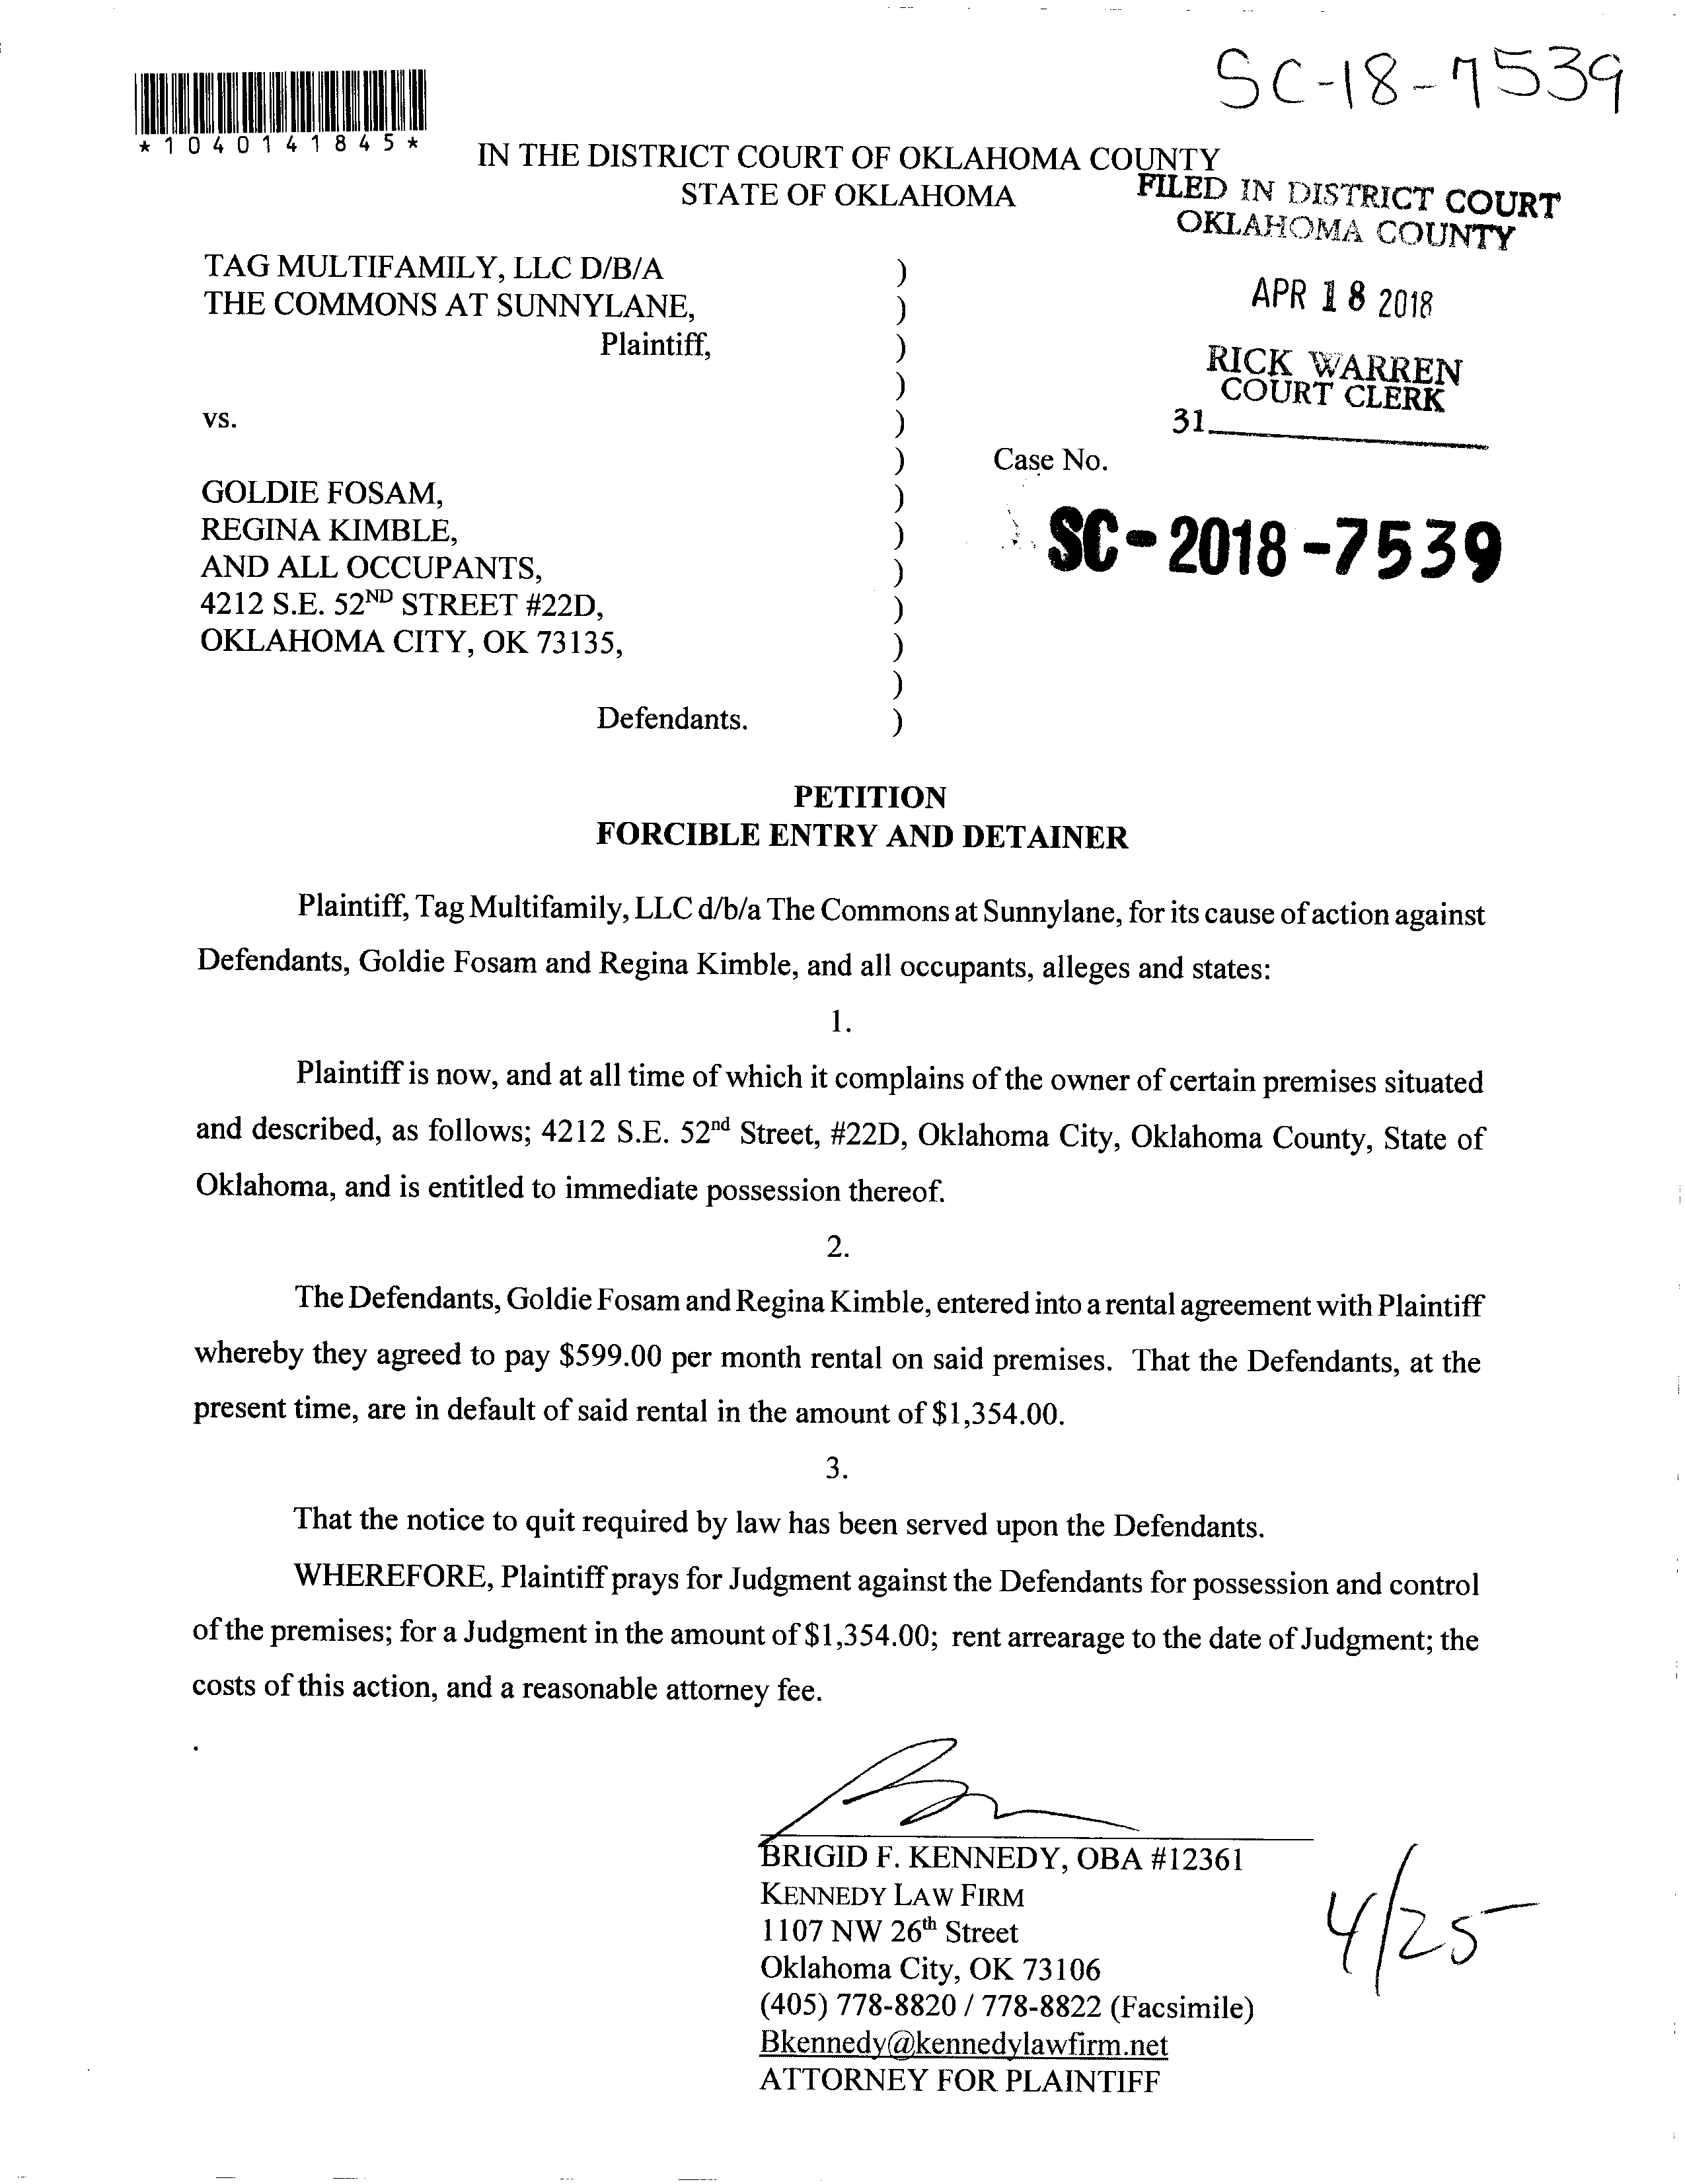 SC-18-7539
*1040141845*
IN THE DISTRICT COURT OF OKLAHOMA COUNTY
STATE OF OKLAHOMA
FILED IN DISTRICT COURT
OKLAHOMA COUNTY
APR 18 2018
RICK WARREN
COURT CLERK
31
TAG MULTIFAMILY, LLC D/B/A )
THE COMMONS AT SUNNYLANE, )
Plaintiff, )
)
vs. )
) Case No.
GOLDIE FOSAM, )
REGINA KIMBLE, ) SC-2018-7539
AND ALL OCCUPANTS, )
4212 S.E. 52ND STREET #22D, )
OKLAHOMA CITY, OK 73135, )
)
Defendants. )
PETITION
FORCIBLE ENTRY AND DETAINER
Plaintiff, Tag Multifamily, LLC d/b/a The Commons at Sunnylane, for its cause of action against
Defendants, Goldie Fosam and Regina Kimble, and all occupants, alleges and states:
1.
Plaintiff is now, and at all time of which it complains of the owner of certain premises situated
and described, as follows; 4212 S.E. 52nd Street, #22D, Oklahoma City, Oklahoma County, State of
Oklahoma, and is entitled to immediate possession thereof.
2.
The Defendants, Goldie Fosam and Regina Kimble, entered into a rental agreement with Plaintiff
whereby they agreed to pay $599.00 per month rental on said premises. That the Defendants, at the
present time, are in default of said rental in the amount of $1,354.00.
3.
That the notice to quit required by law has been served upon the Defendants.
WHEREFORE, Plaintiff prays for Judgment against the Defendants for possession and control
of the premises; for a Judgment in the amount of $1,354.00; rent arrearage to the date of Judgment; the
costs of this action, and a reasonable attorney fee.
BRIGID F. KENNEDY, OBA #12361
KENNEDY LAW FIRM
1107 NW 26th Street
Oklahoma City, OK 73106
(405) 778-8820 / 778-8822 (Facsimile)
Bkennedy@kennedylawfirm.net
ATTORNEY FOR PLAINTIFF
4/25